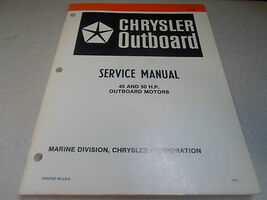 CHRYSLER
Outboard
SERVICE MANUAL
45 AND 50 H.P.
OUTBOARD MOTORS
MARINE DIVISION, CHRYSLER CORPORATION
PRINTED IN U.S.A.